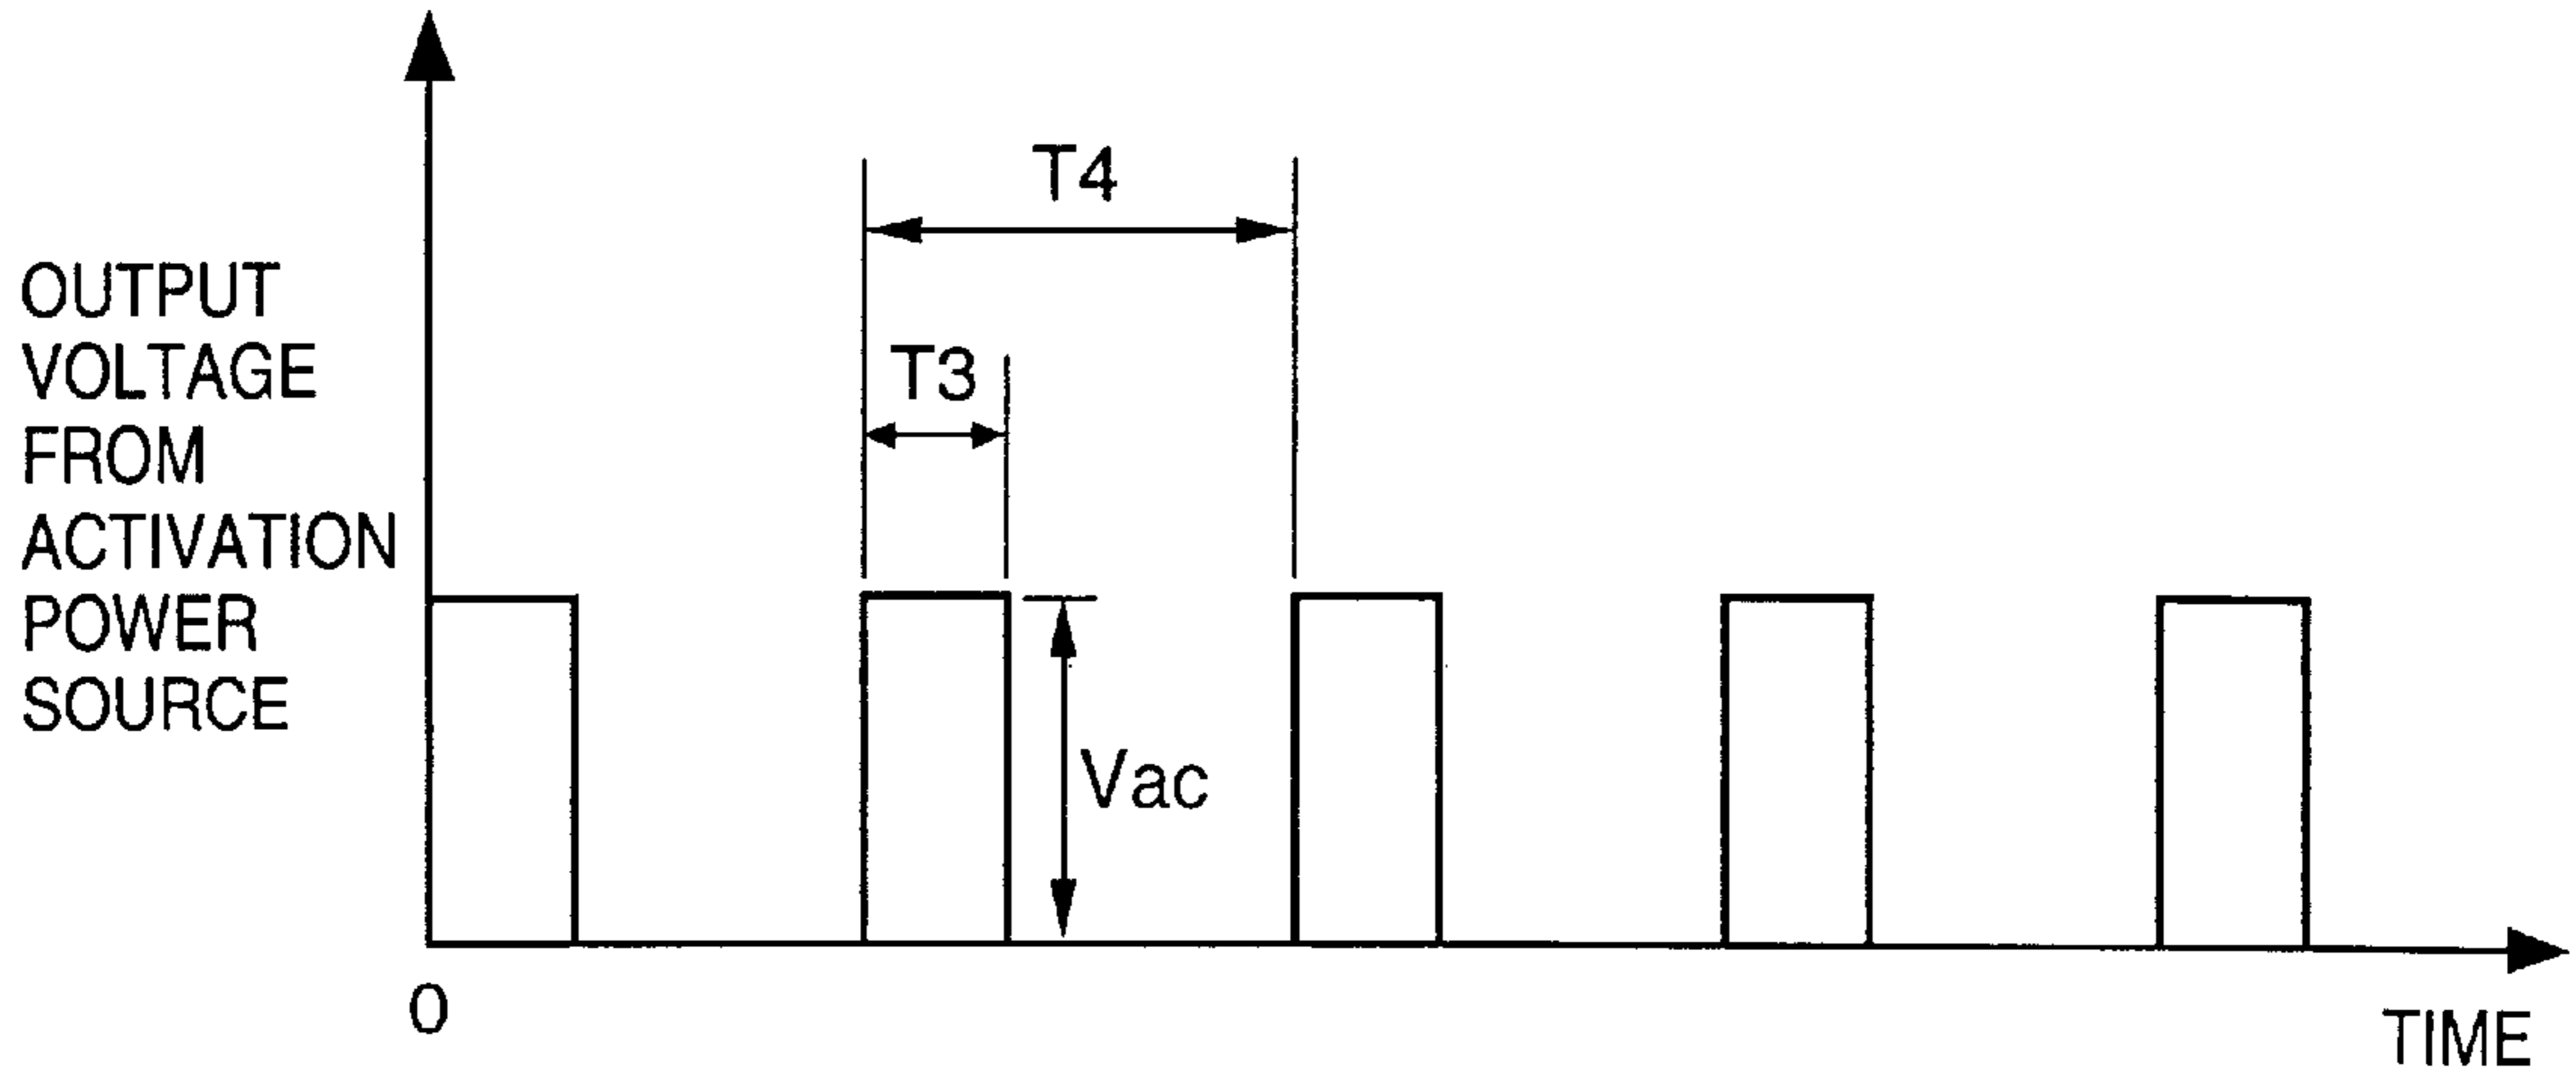 T4
T3
OUTPUT
VOLTAGE
FROM
ACTIVATION
POWER
SOURCE
Vac
0
TIME